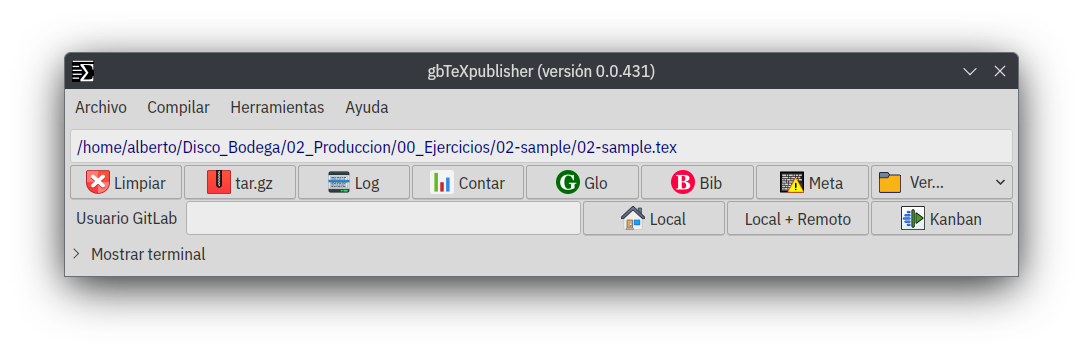 gbTeXpublisher (versión 0.0.431)
Archivo Compilar Herramientas Ayuda
/home/alberto/Disco_Bodega/02_Produccion/00_Ejercicios/02-sample/02-sample.tex
Limpiar tar.gz Log Contar G Glo B Bib Meta Ver...
Usuario GitLab Local Local + Remoto Kanban
Mostrar terminal